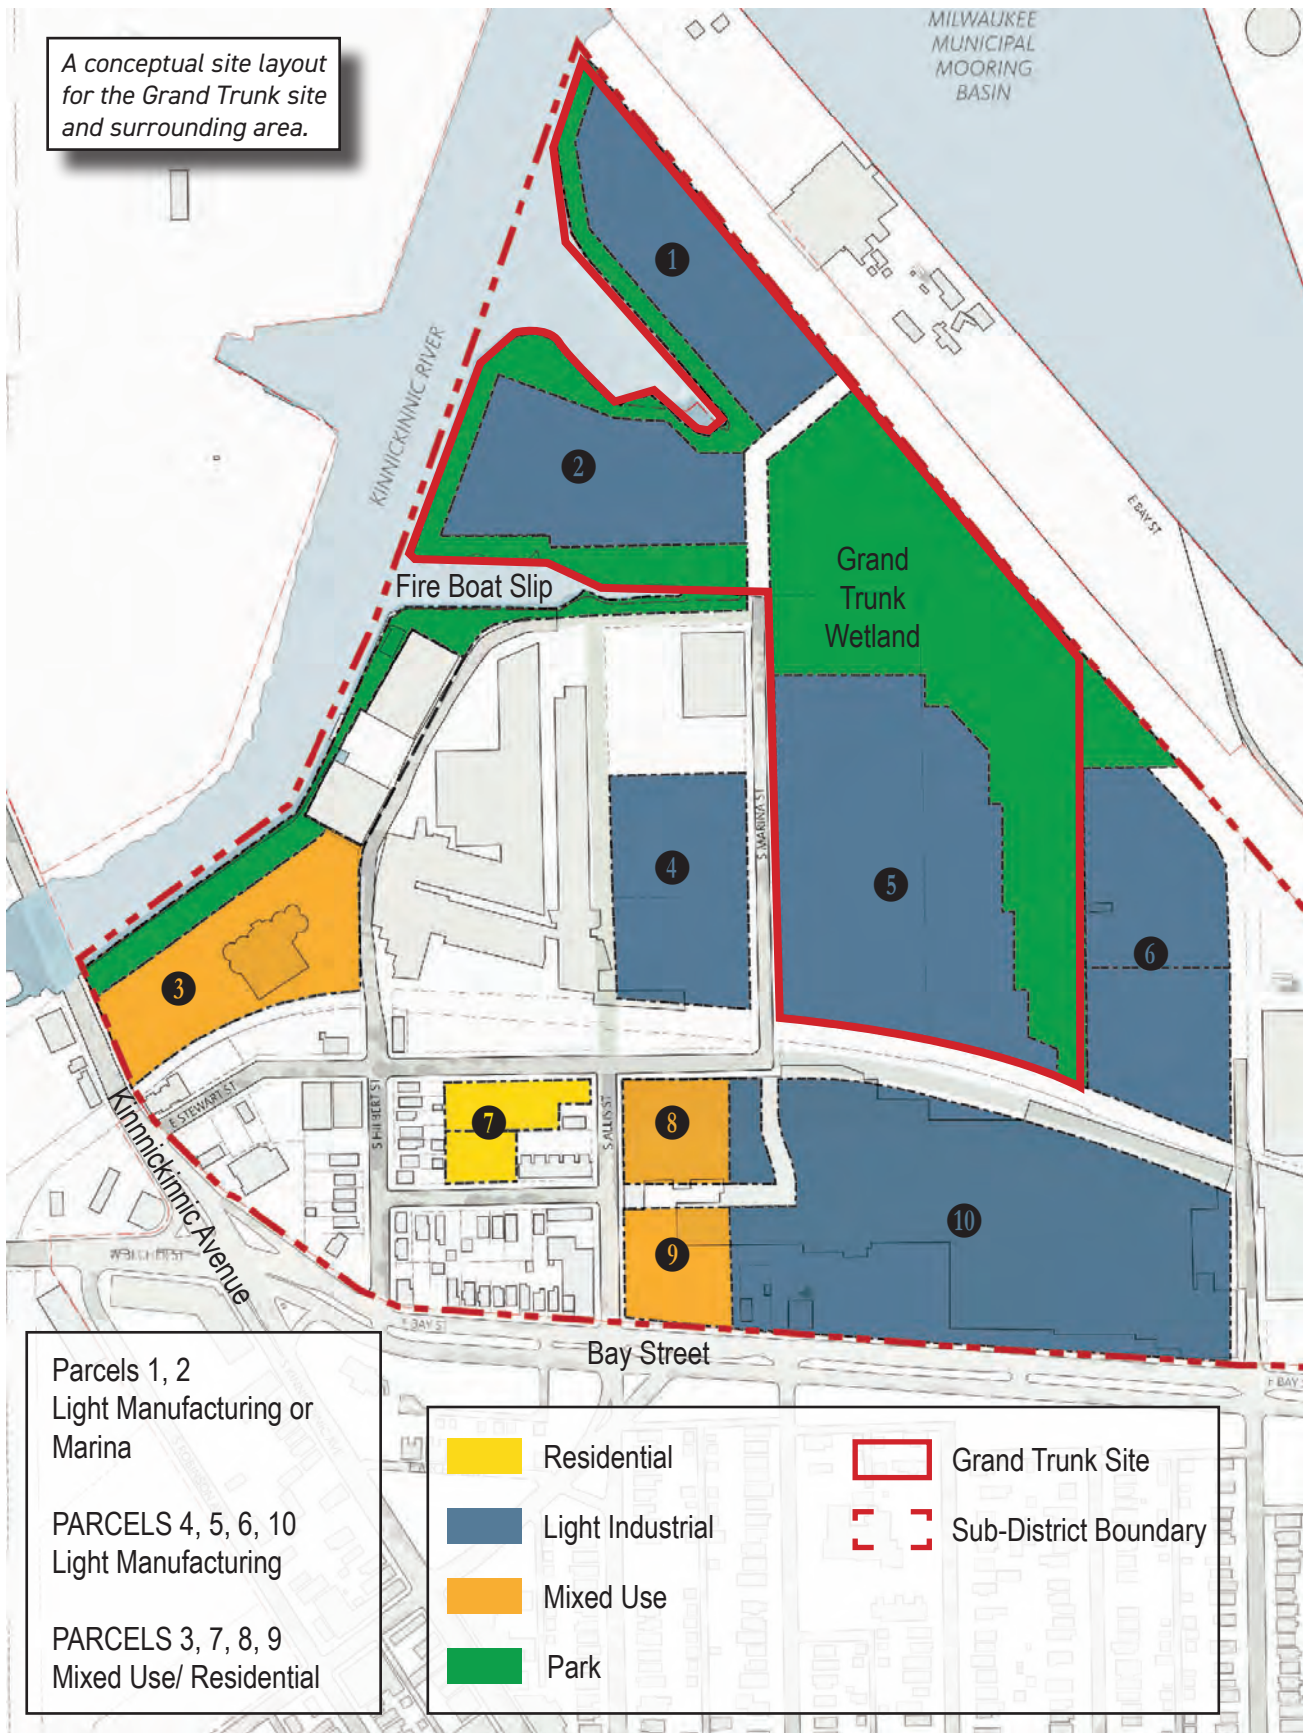 MILWAUKEE
MUNICIPAL
MOORING
BASIN
A conceptual site layout
for the Grand Trunk site
and surrounding area.
1
KINNICKINNIC RIVER
2
E BAY ST
Grand
Trunk
Wetland
Fire Boat Slip
S MARINA ST
4
5
6
3
E STEWART ST
S HILBERT ST
7
S ALLIS ST
8
Kinnnickinnic Avenue
9
10
E BAY S
Bay Street
E BAY S
Parcels 1, 2
Light Manufacturing or
Marina
PARCELS 4, 5, 6, 10
Light Manufacturing
PARCELS 3, 7, 8, 9
Mixed Use/ Residential
Residential
Light Industrial
Mixed Use
Park
Grand Trunk Site
Sub-District Boundary